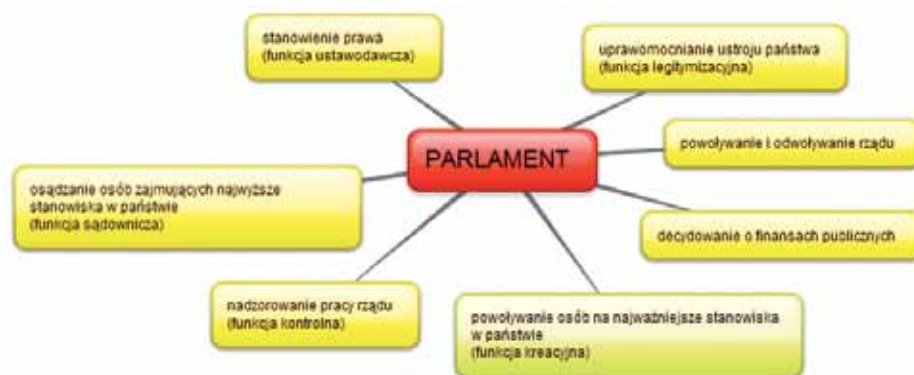 stanowienie prawa
(funkcja ustawodawcza)
uprawomocnianie ustroju państwa
(funkcja legitymizacyjna)
PARLAMENT
powoływanie i odwoływanie rządu
osądzanie osób zajmujących najwyższe
stanowiska w państwie
(funkcja sądownicza)
decydowanie o finansach publicznych
nadzorowanie pracy rządu
(funkcja kontrolna)
powoływanie osób na najważniejsze stanowiska
w państwie
(funkcja kreacyjna)